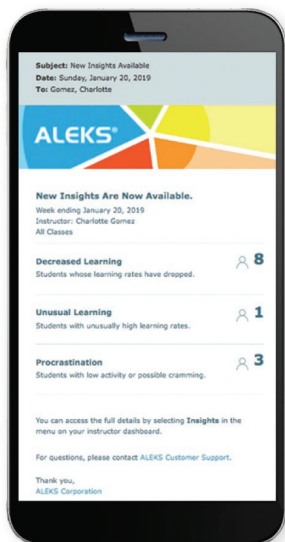 Subject: New Insights Available
Date: Sunday, January 20, 2019
To: Gomez, Charlotte
ALEKS®
New Insights Are Now Available.
Week ending January 20, 2019
Instructor: Charlotte Gomez
All Classes
Decreased Learning 8
Students whose learning rates have dropped.
Unusual Learning 1
Students with unusually high learning rates.
Procrastination 3
Students with low activity or possible cramming.
You can access the full details by selecting Insights in the
menu on your instructor dashboard.
For questions, please contact ALEKS Customer Support.
Thank you,
ALEKS Corporation